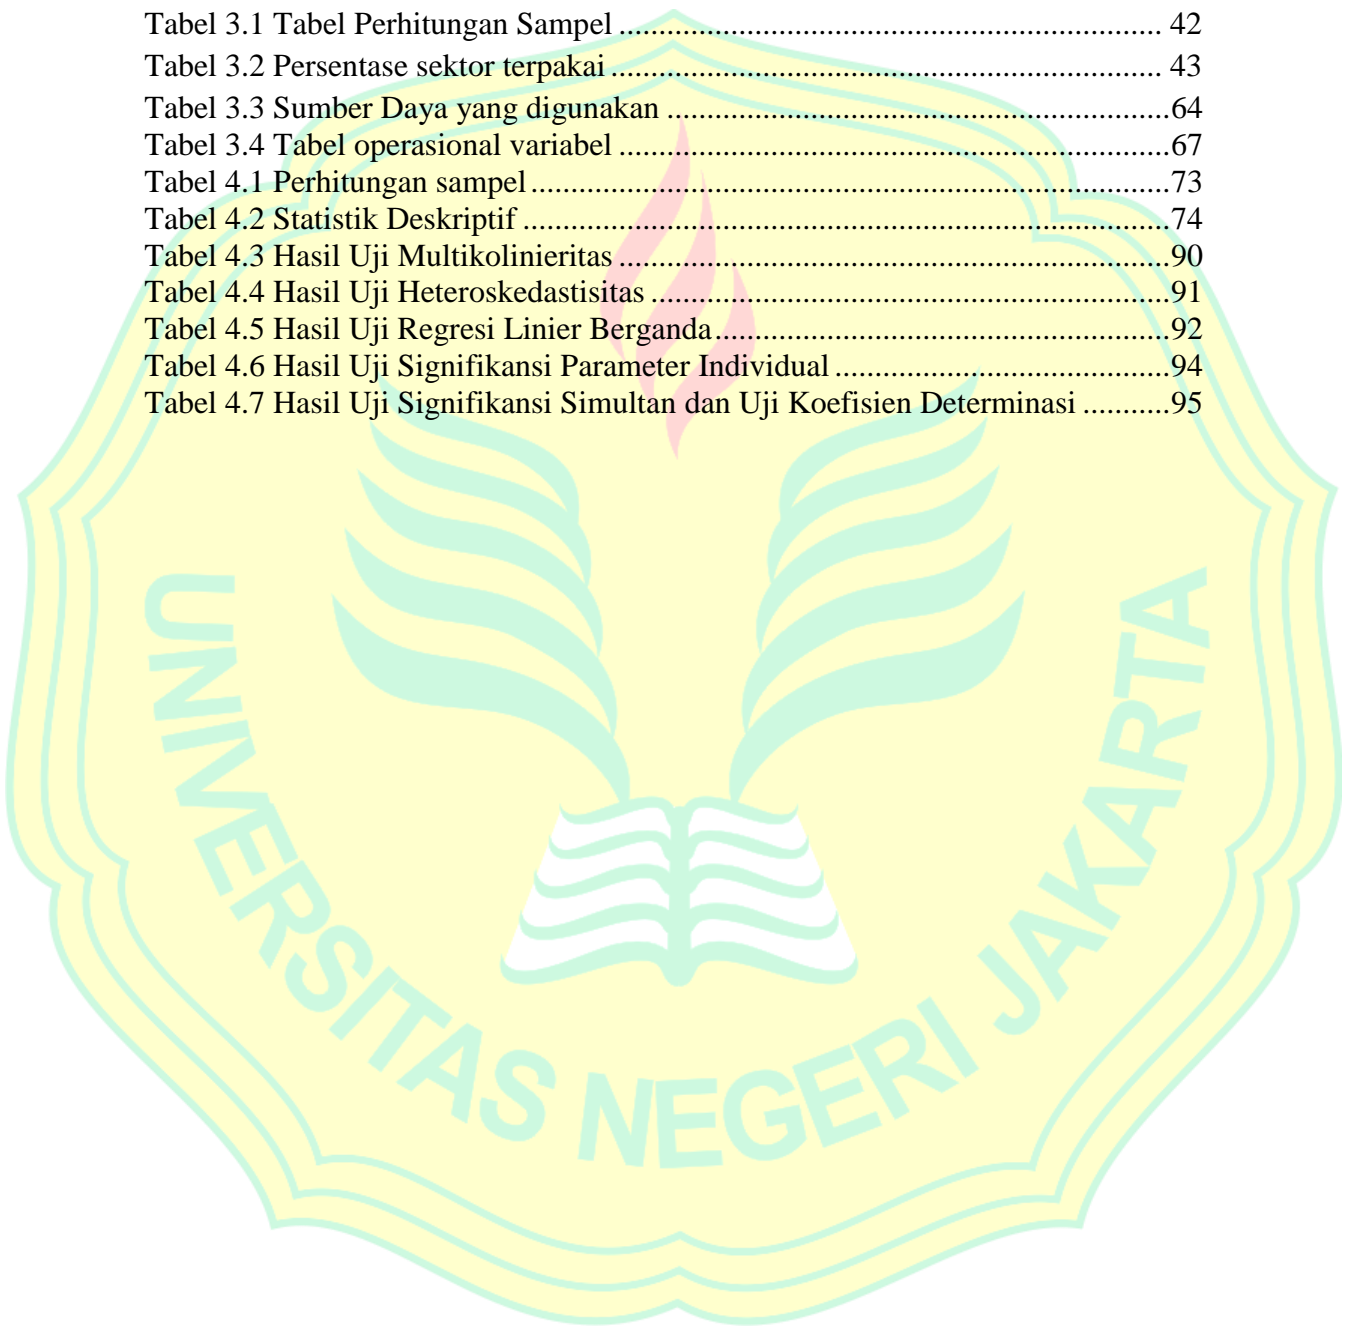 Tabel 3.1 Tabel Perhitungan Sampel ................................................................... 42
Tabel 3.2 Persentase sektor terpakai .................................................................... 43
Tabel 3.3 Sumber Daya yang digunakan ..............................................................64
Tabel 3.4 Tabel operasional variabel ....................................................................67
Tabel 4.1 Perhitungan sampel ...............................................................................73
Tabel 4.2 Statistik Deskriptif ................................................................................74
Tabel 4.3 Hasil Uji Multikolinieritas ....................................................................90
Tabel 4.4 Hasil Uji Heteroskedastisitas ................................................................91
Tabel 4.5 Hasil Uji Regresi Linier Berganda ........................................................92
Tabel 4.6 Hasil Uji Signifikansi Parameter Individual .........................................94
Tabel 4.7 Hasil Uji Signifikansi Simultan dan Uji Koefisien Determinasi ...........95
UNIVERSITAS NEGERI JAKARTA